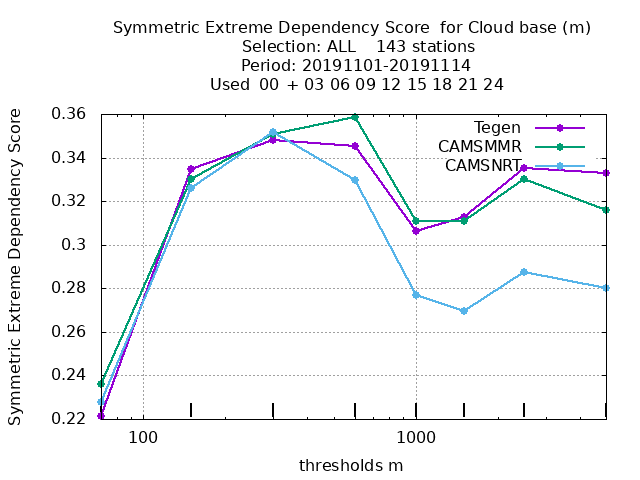 Symmetric Extreme Dependency Score  for Cloud base (m)
Selection: ALL    143 stations
Period: 20191101-20191114
Used  00 + 03 06 09 12 15 18 21 24
Symmetric Extreme Dependency Score
0.36
0.34
0.32
0.3
0.28
0.26
0.24
0.22
Tegen
CAMSMMR
CAMSNRT
100
1000
thresholds m